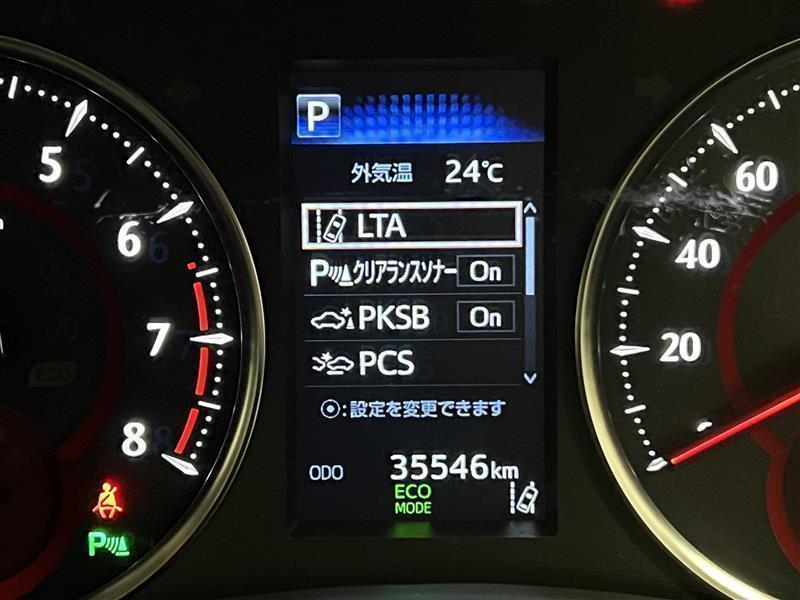 P
外気温 24℃
LTA
Pクリアランスソナー On
PKSB On
PCS
:設定を変更できます
ODO 35546km
ECO
MODE
5
6
7
8
P
60
40
20
ECO